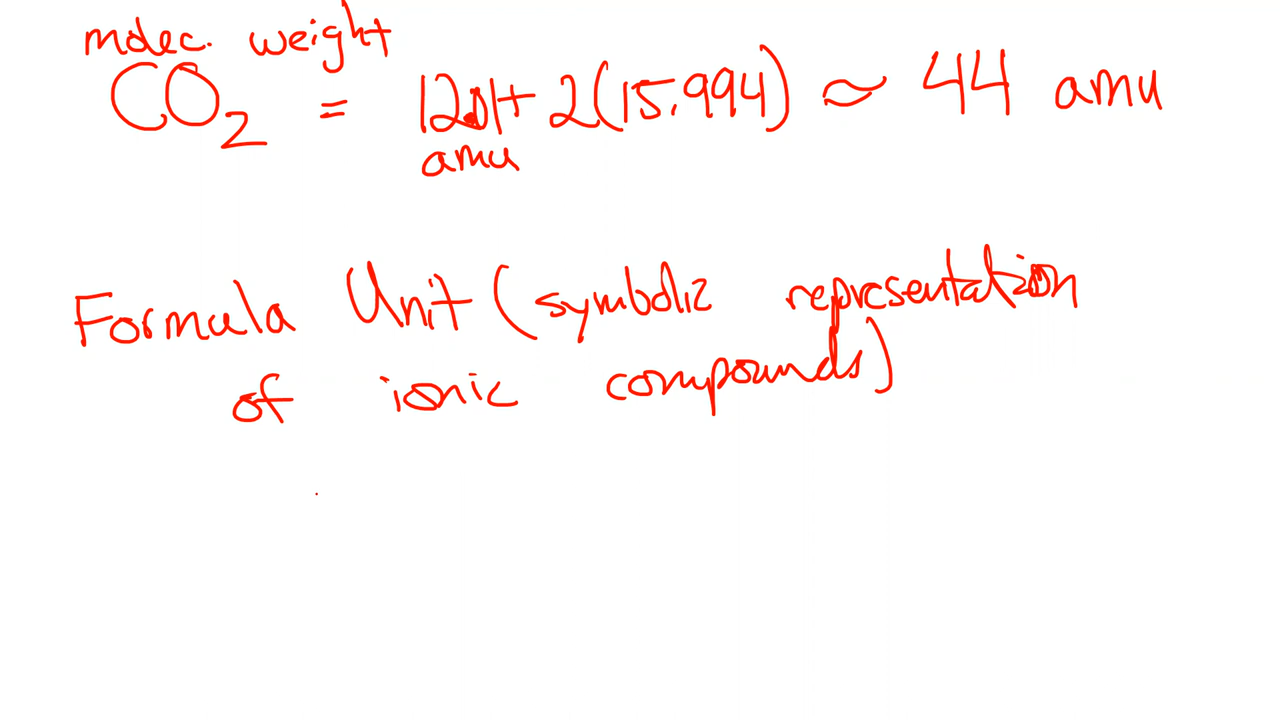 molec. weight
CO₂ = 12.01 + 2(15.994) ≈ 44 amu
amu
Formula Unit (symbolic representation
of ionic compounds)